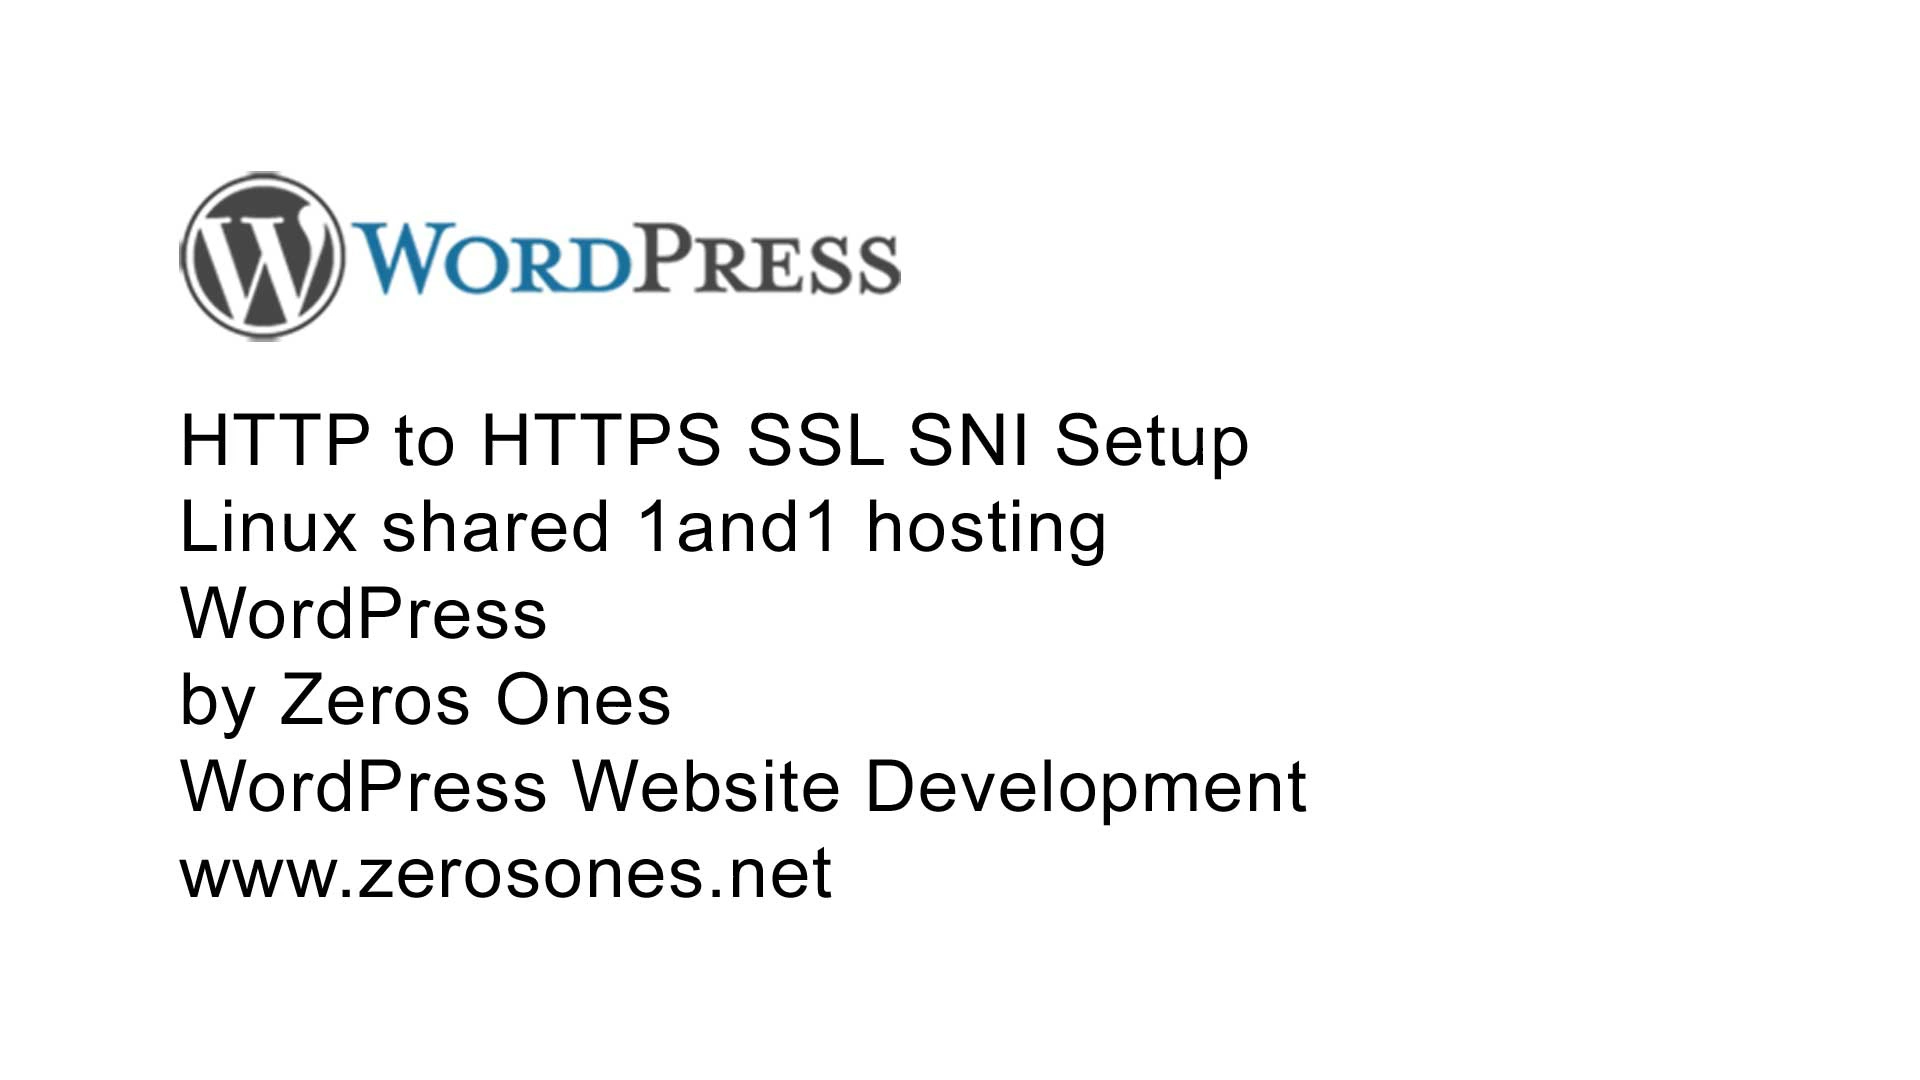 WORDPRESS
HTTP to HTTPS SSL SNI Setup
Linux shared 1and1 hosting
WordPress
by Zeros Ones
WordPress Website Development
www.zerosones.net